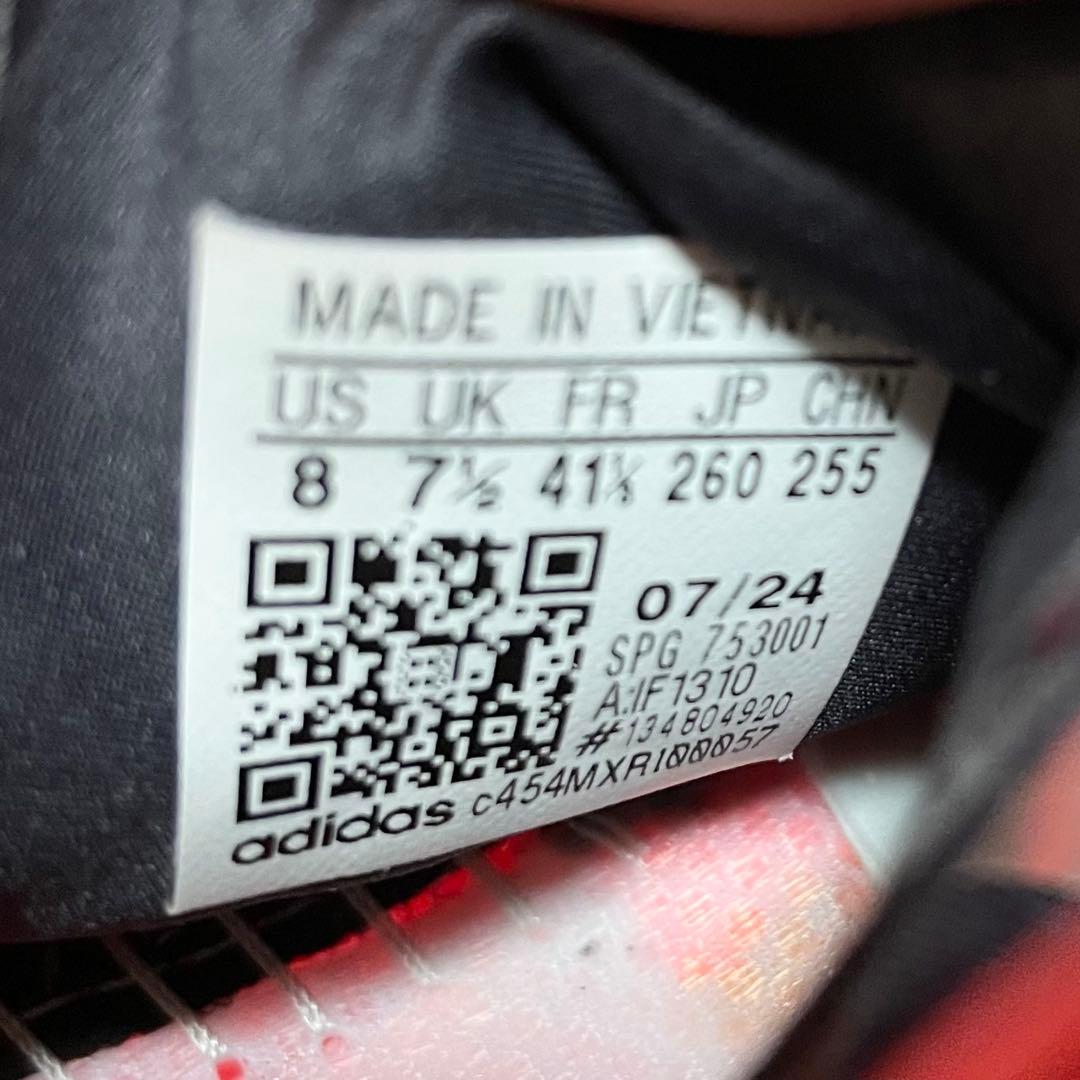 MADE IN VIETNAM
US UK FR JP CHN
8 7½ 41⅓ 260 255
07/24
SPG 753001
A:IF1310
#134804920
adidas c454MXRI00057